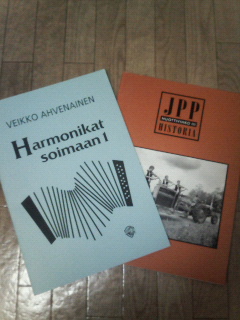 VEIKKO AHVENAINEN
Harmonikat
soimaan 1
JPP
HISTORIA